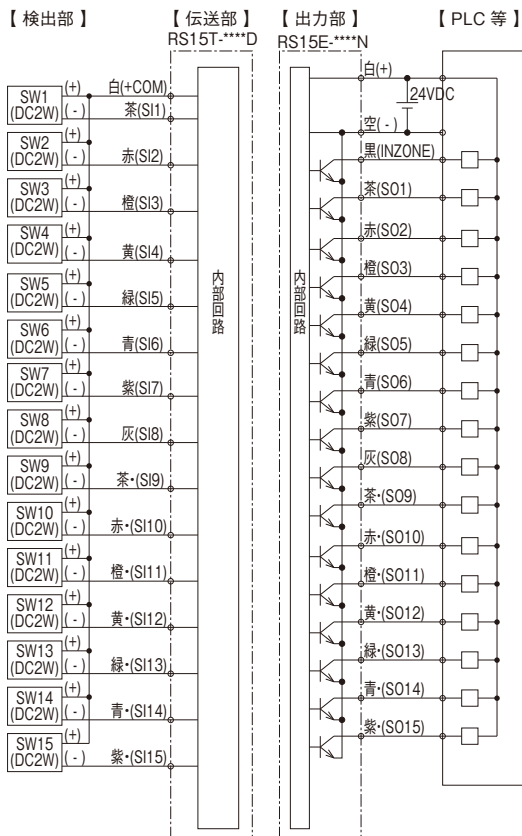 【 検出部 】
【 伝送部 】
【 出力部 】
【 PLC 等 】
RS15T-****D
RS15E-****N
SW1
(DC2W)
(+)
(-)
白(+COM)
茶(SI1)
SW2
(DC2W)
(+)
(-)
赤(SI2)
SW3
(DC2W)
(+)
(-)
橙(SI3)
SW4
(DC2W)
(+)
(-)
黄(SI4)
SW5
(DC2W)
(+)
(-)
緑(SI5)
SW6
(DC2W)
(+)
(-)
青(SI6)
SW7
(DC2W)
(+)
(-)
紫(SI7)
SW8
(DC2W)
(+)
(-)
灰(SI8)
SW9
(DC2W)
(+)
(-)
茶・(SI9)
SW10
(DC2W)
(+)
(-)
赤・(SI10)
SW11
(DC2W)
(+)
(-)
橙・(SI11)
SW12
(DC2W)
(+)
(-)
黄・(SI12)
SW13
(DC2W)
(+)
(-)
緑・(SI13)
SW14
(DC2W)
(+)
(-)
青・(SI14)
SW15
(DC2W)
(+)
(-)
紫・(SI15)
内部回路
内部回路
白(+)
24VDC
空(-)
黒(INZONE)
茶(SO1)
赤(SO2)
橙(SO3)
黄(SO4)
緑(SO5)
青(SO6)
紫(SO7)
灰(SO8)
茶・(SO9)
赤・(SO10)
橙・(SO11)
黄・(SO12)
緑・(SO13)
青・(SO14)
紫・(SO15)